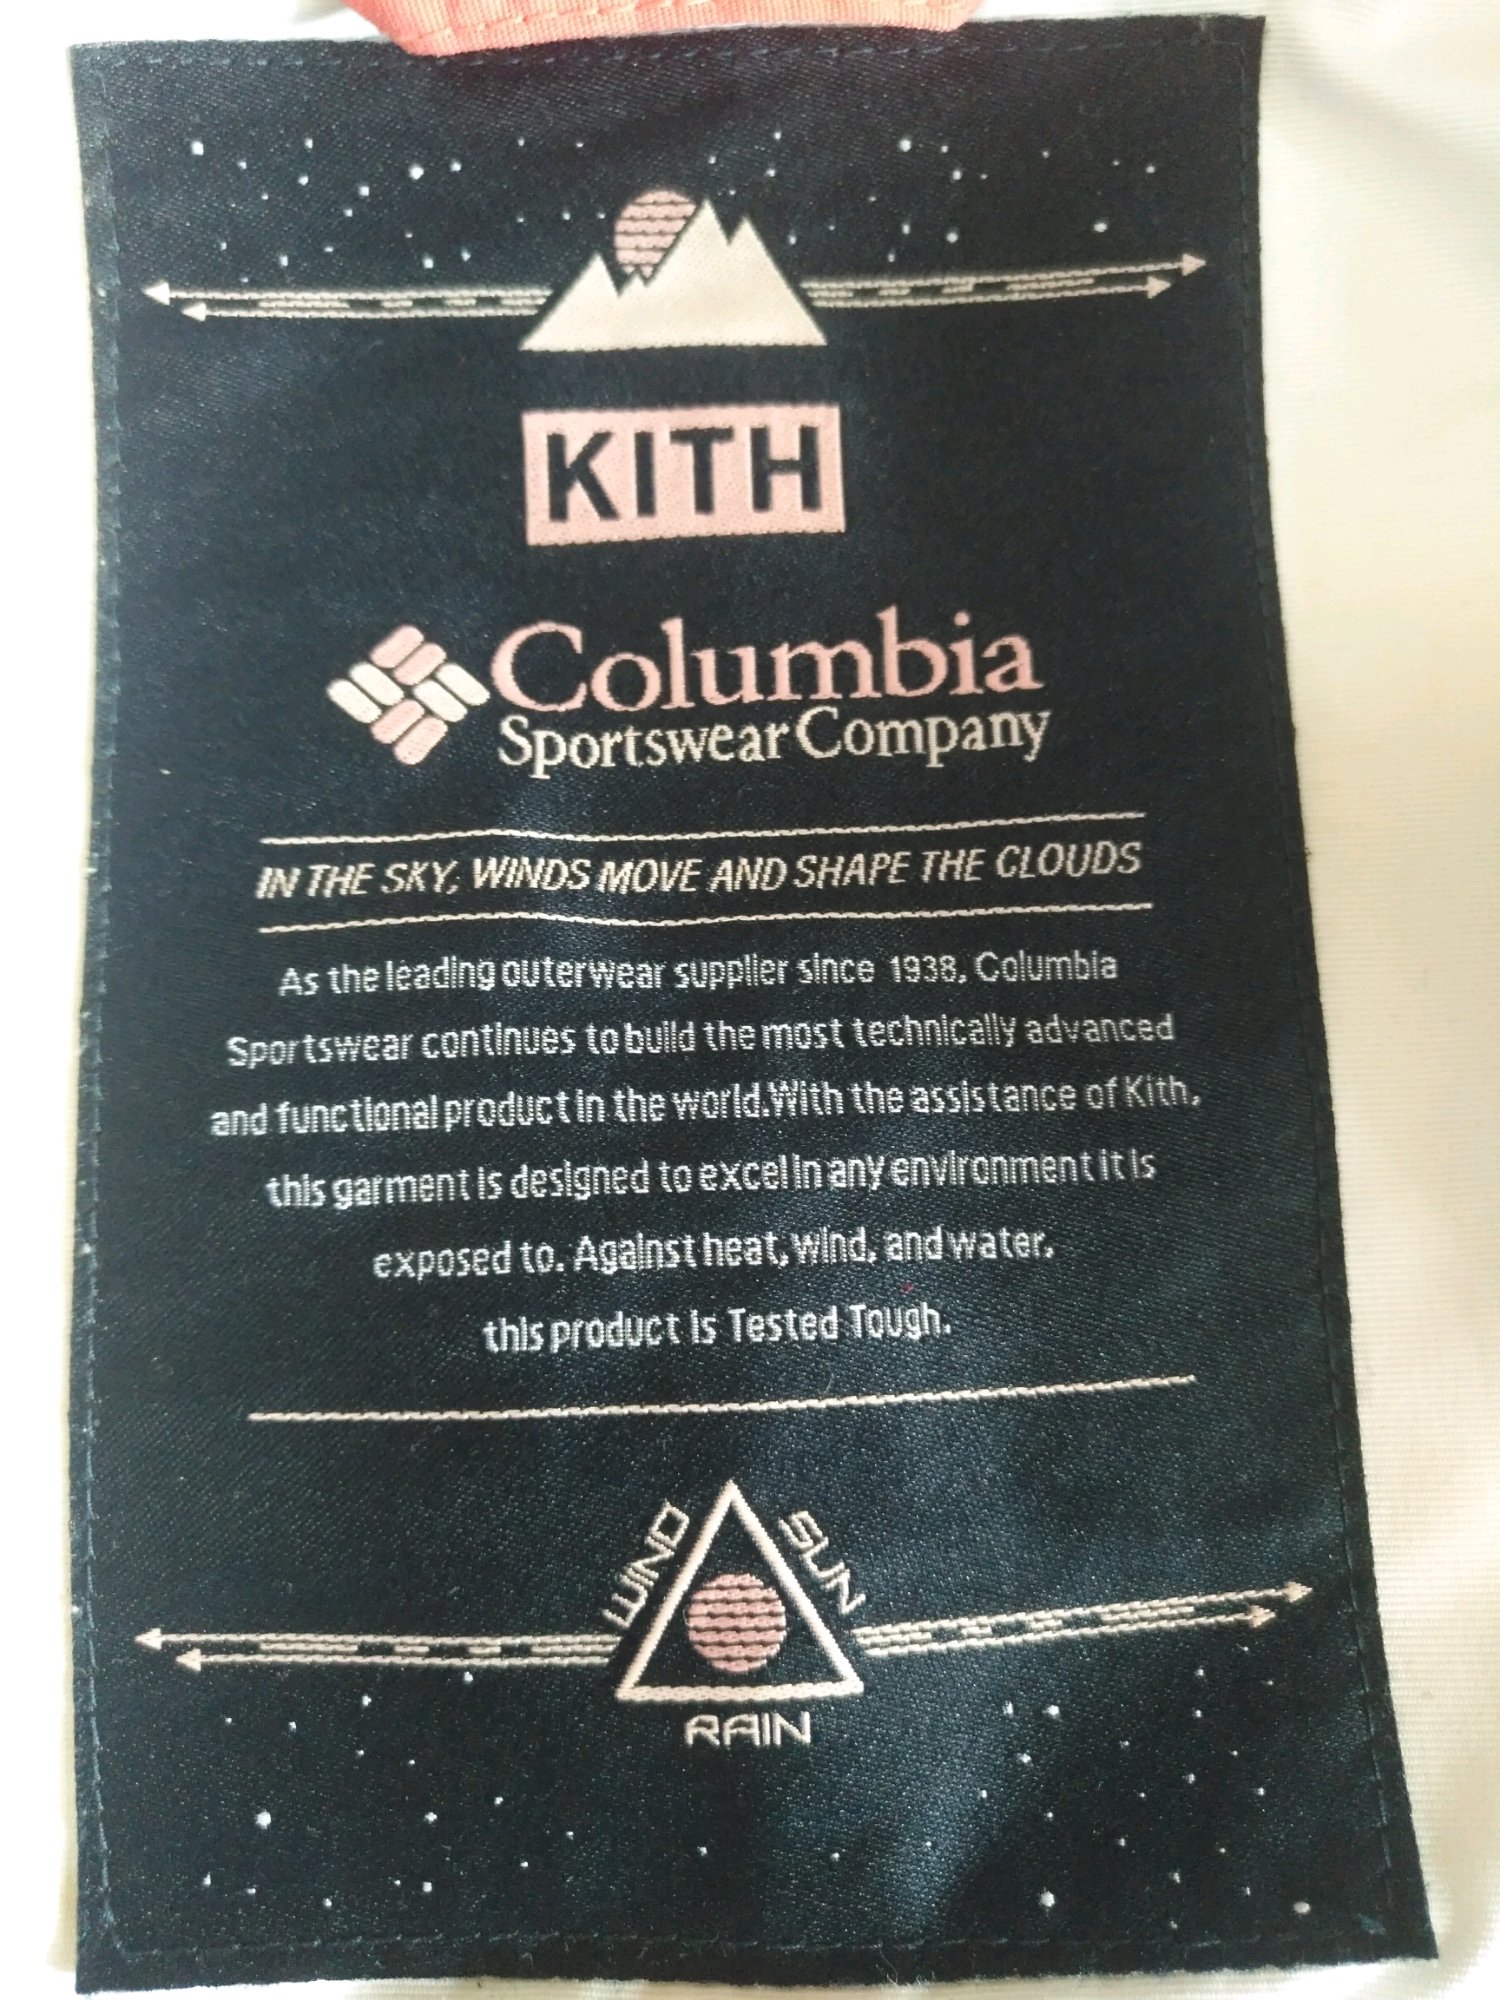 KITH
Columbia
Sportswear Company
IN THE SKY, WINDS MOVE AND SHAPE THE CLOUDS
As the leading outerwear supplier since 1938, Columbia
Sportswear continues to build the most technically advanced
and functional product in the world. With the assistance of Kith,
this garment is designed to excel in any environment it is
exposed to. Against heat, wind, and water,
this product is Tested Tough.
WIND
SUN
RAIN